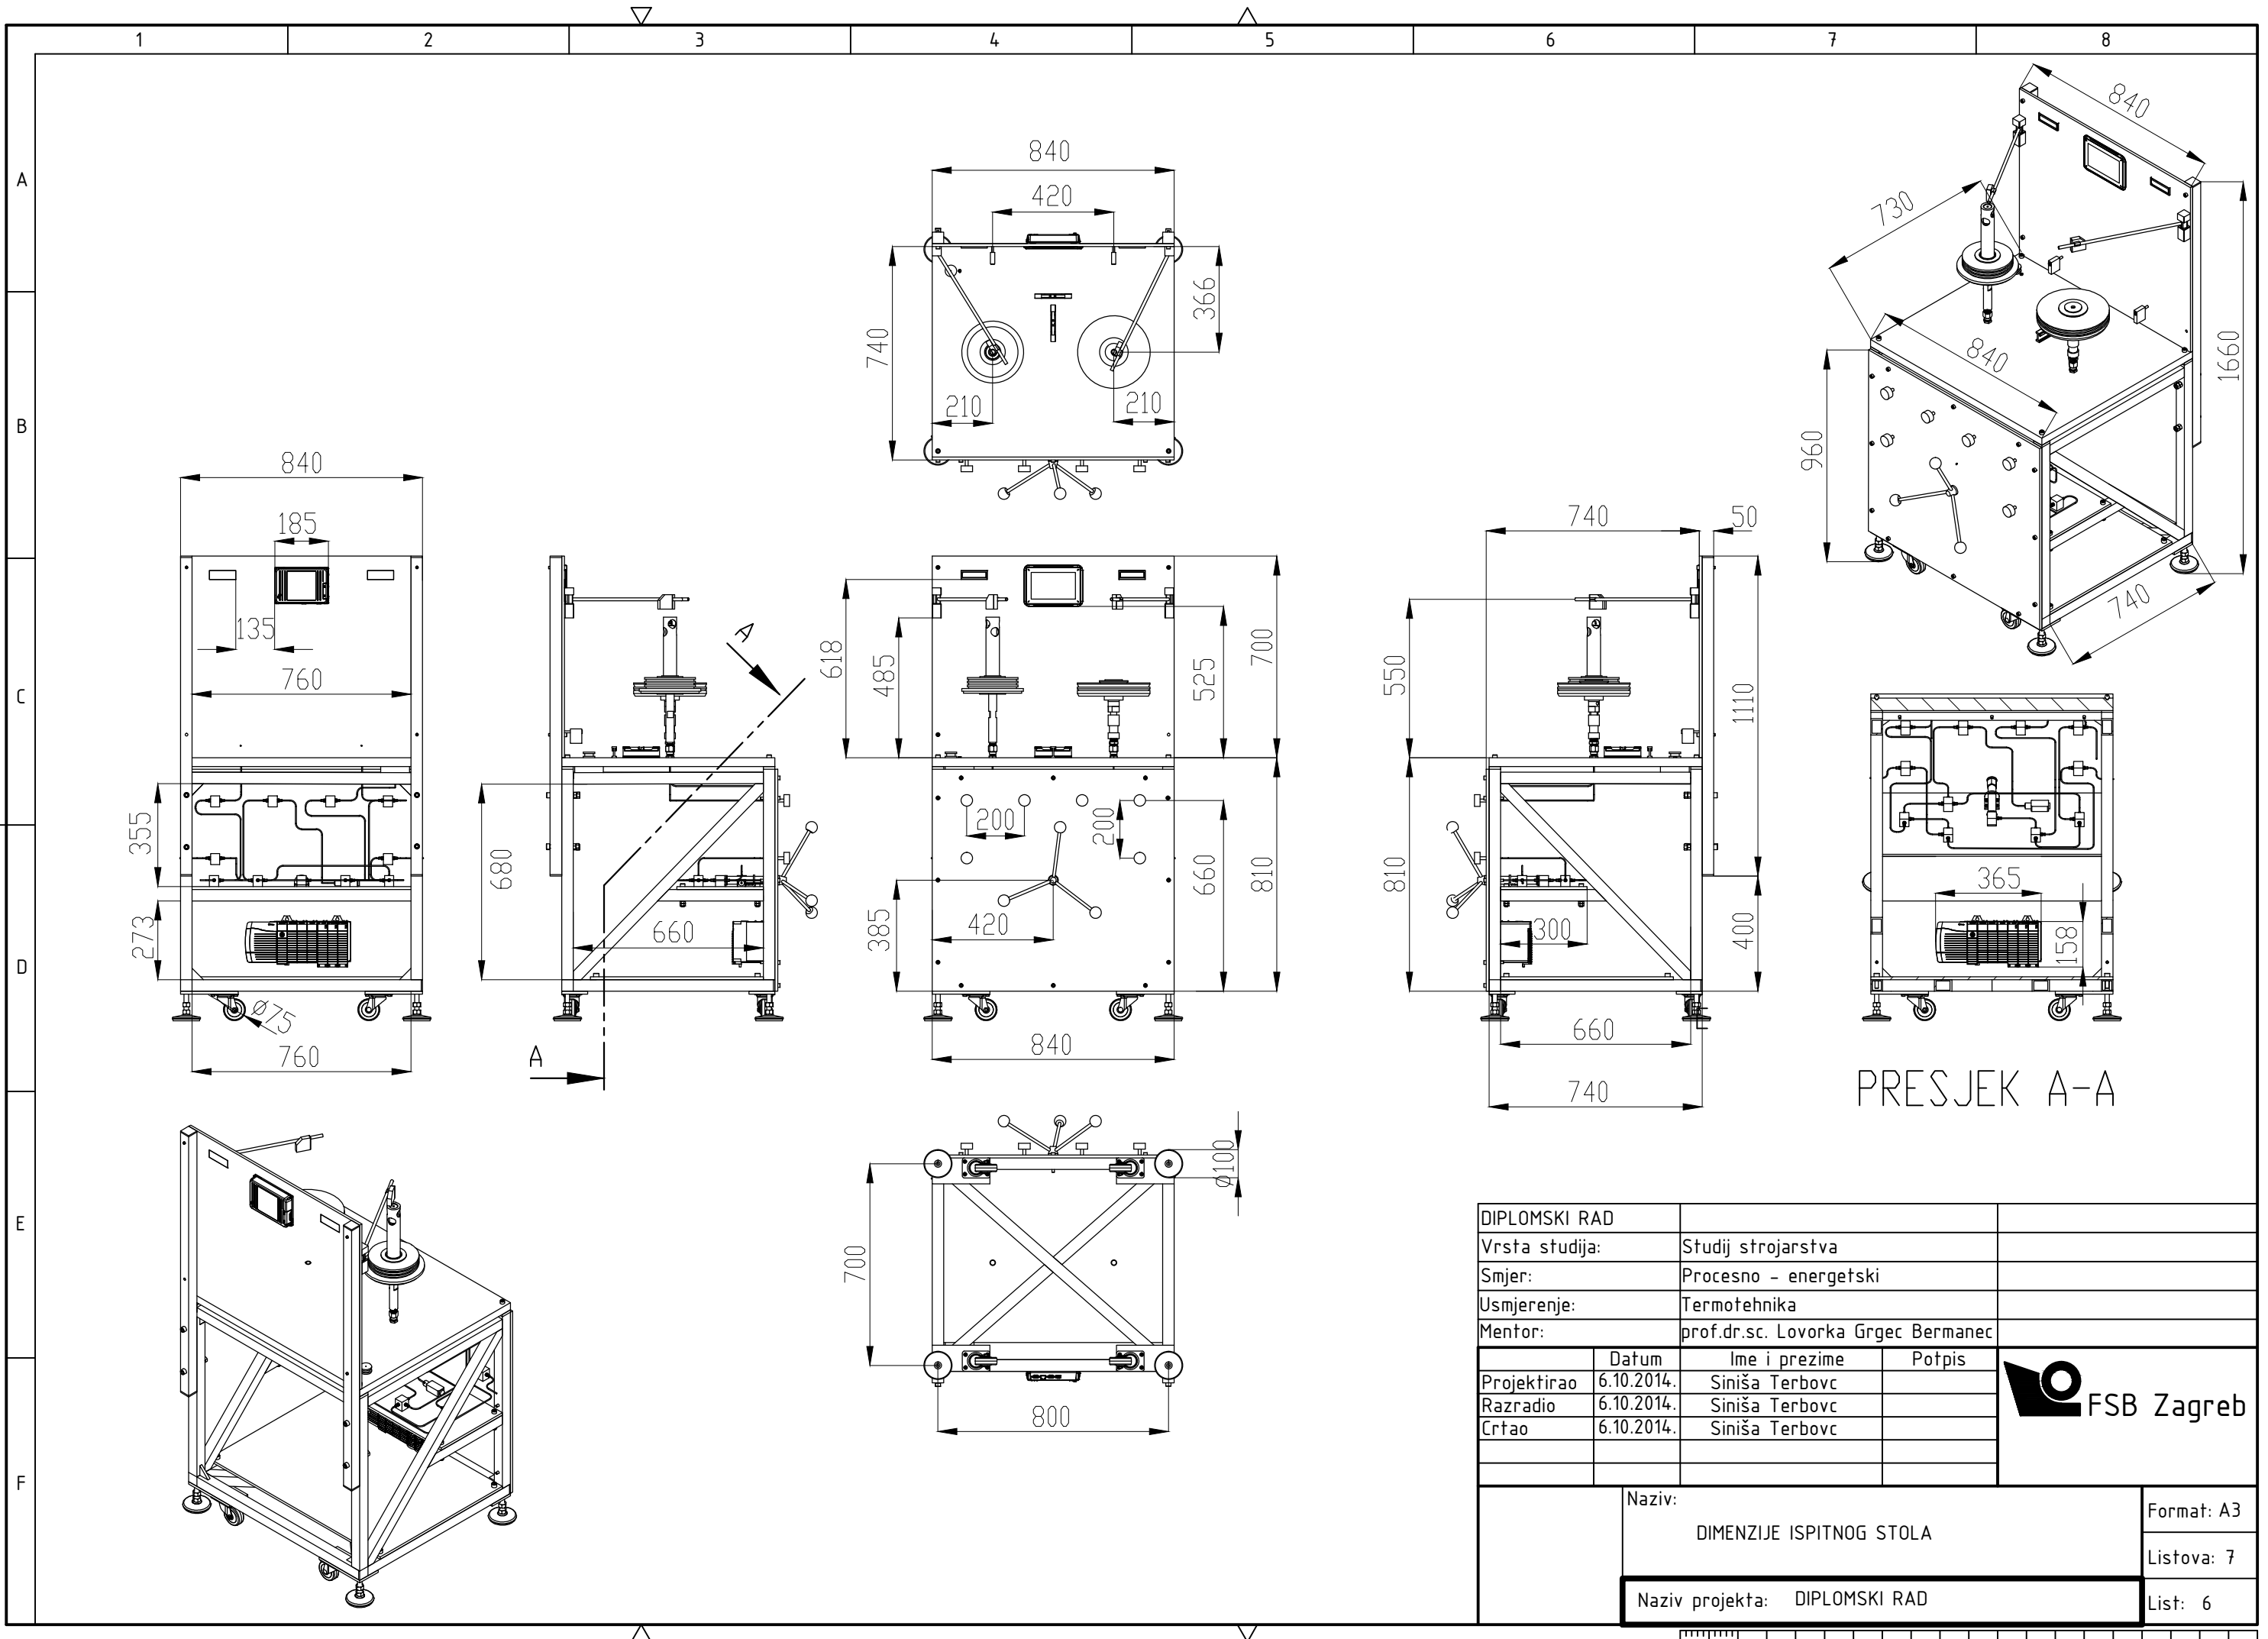 1 2 3 4 5 6 7 8
A
B
C
D
E
F
840
420
740
366
210 210
840
730
840
960
1660
740
840
185
135
760
355
273
Ø75
760
A
680
660
A
618
485
525
700
200
200
660
810
385
420
840
740
50
550
1110
810
300
400
660
740
365
158
PRESJEK A-A
Ø100
700
800
DIPLOMSKI RAD
Vrsta studija: Studij strojarstva
Smjer: Procesno - energetski
Usmjerenje: Termotehnika
Mentor: prof.dr.sc. Lovorka Grgec Bermanec
Datum Ime i prezime Potpis
Projektirao 6.10.2014. Siniša Terbovc
Razradio 6.10.2014. Siniša Terbovc
Crtao 6.10.2014. Siniša Terbovc
FSB Zagreb
Naziv:
DIMENZIJE ISPITNOG STOLA
Format: A3
Listova: 7
Naziv projekta: DIPLOMSKI RAD
List: 6